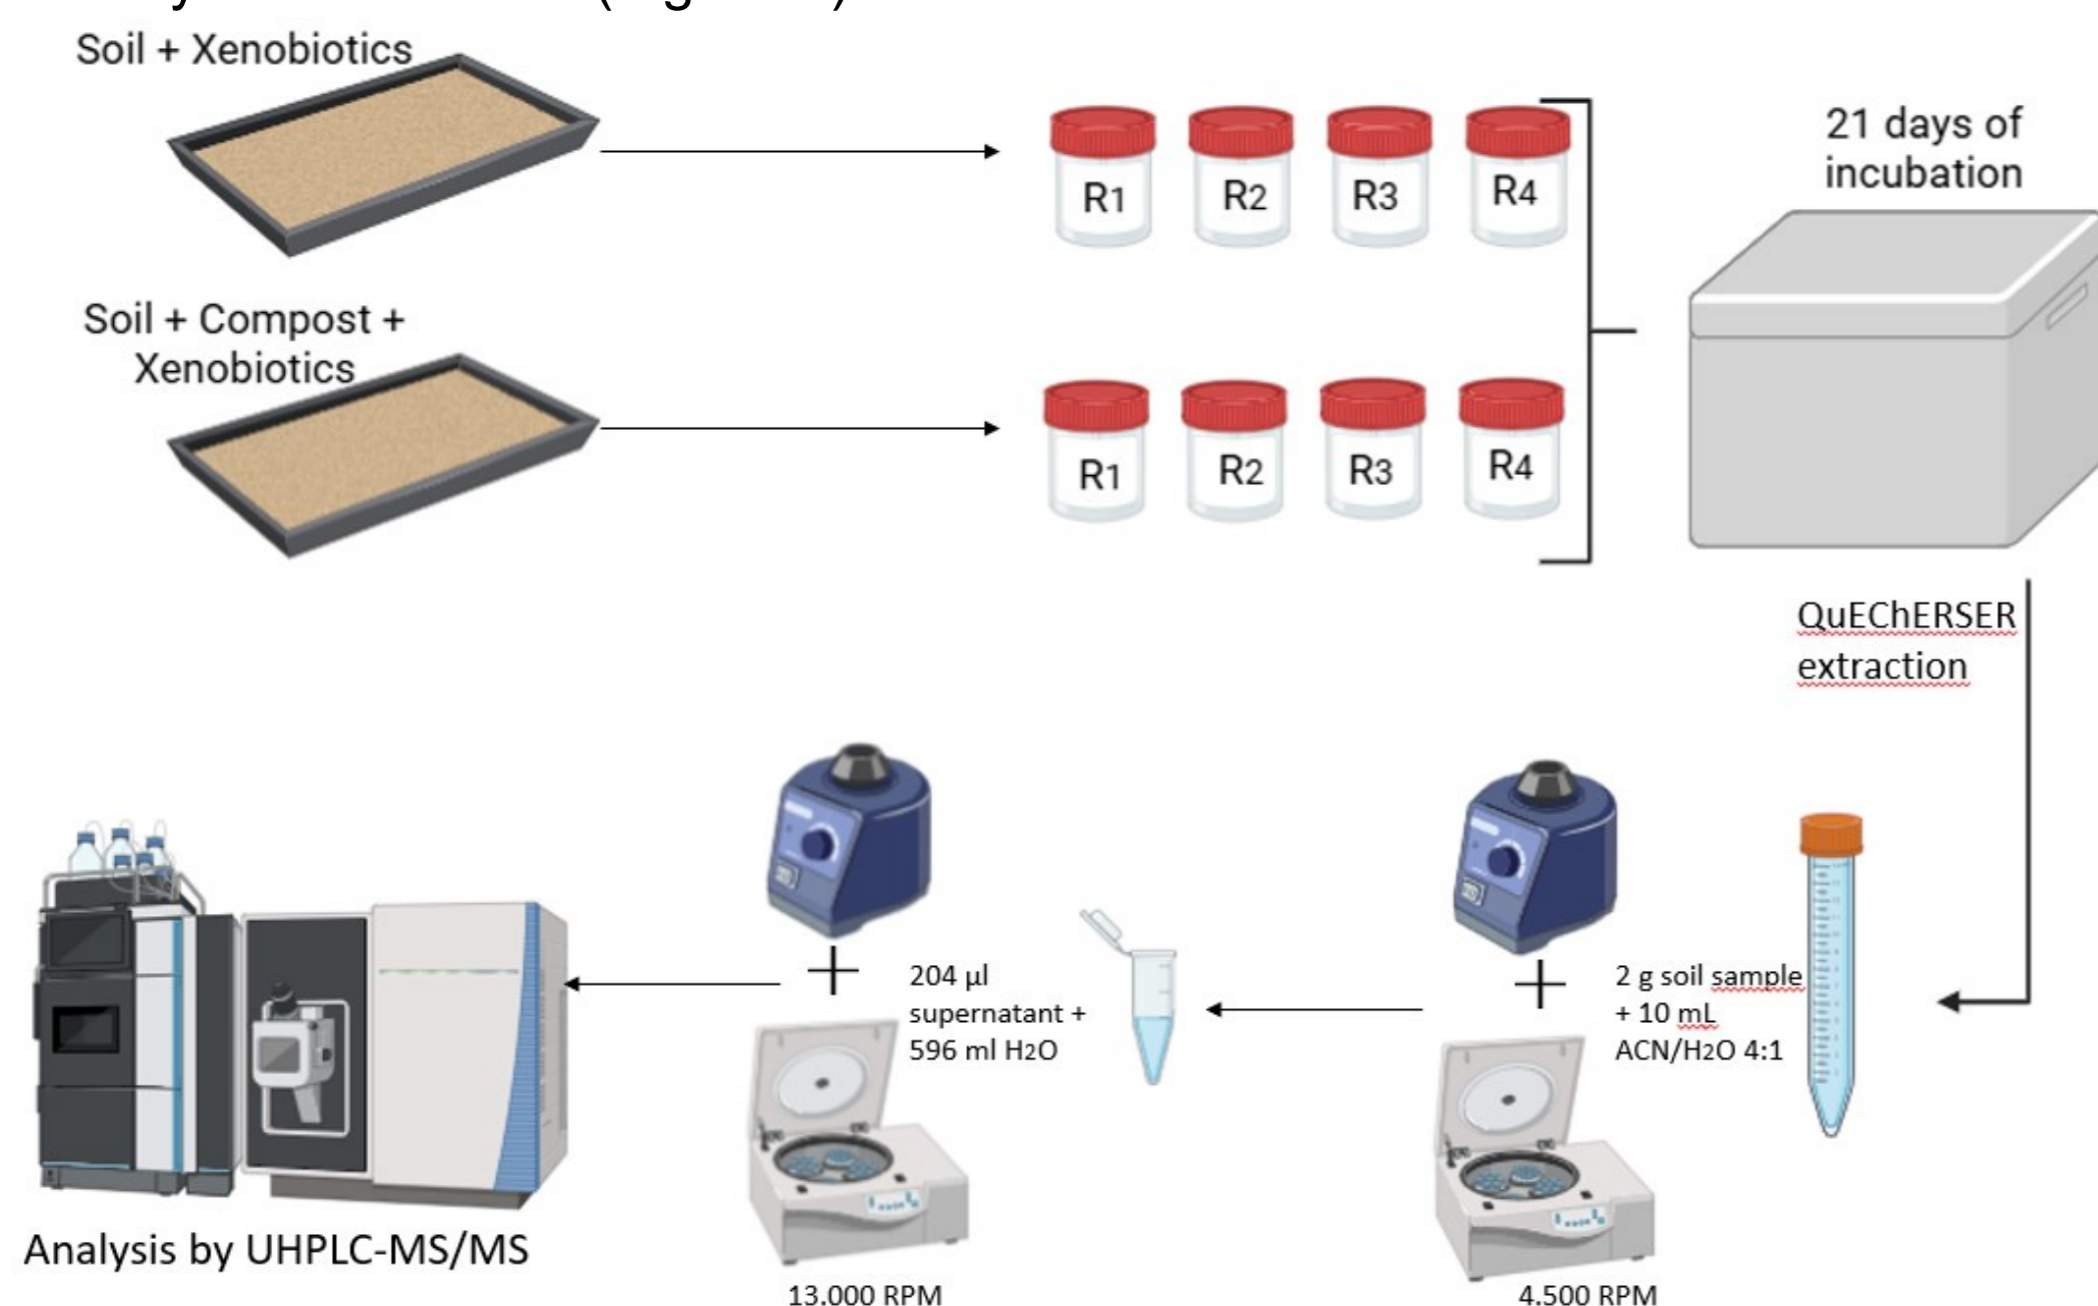 Soil + Xenobiotics
R1
R2
R3
R4
21 days of
incubation
Soil + Compost +
Xenobiotics
R1
R2
R3
R4
QuEChERSER
extraction
2 g soil sample
+ 10 mL
ACN/H2O 4:1
4.500 RPM
204 µl
supernatant +
596 ml H2O
13.000 RPM
Analysis by UHPLC-MS/MS